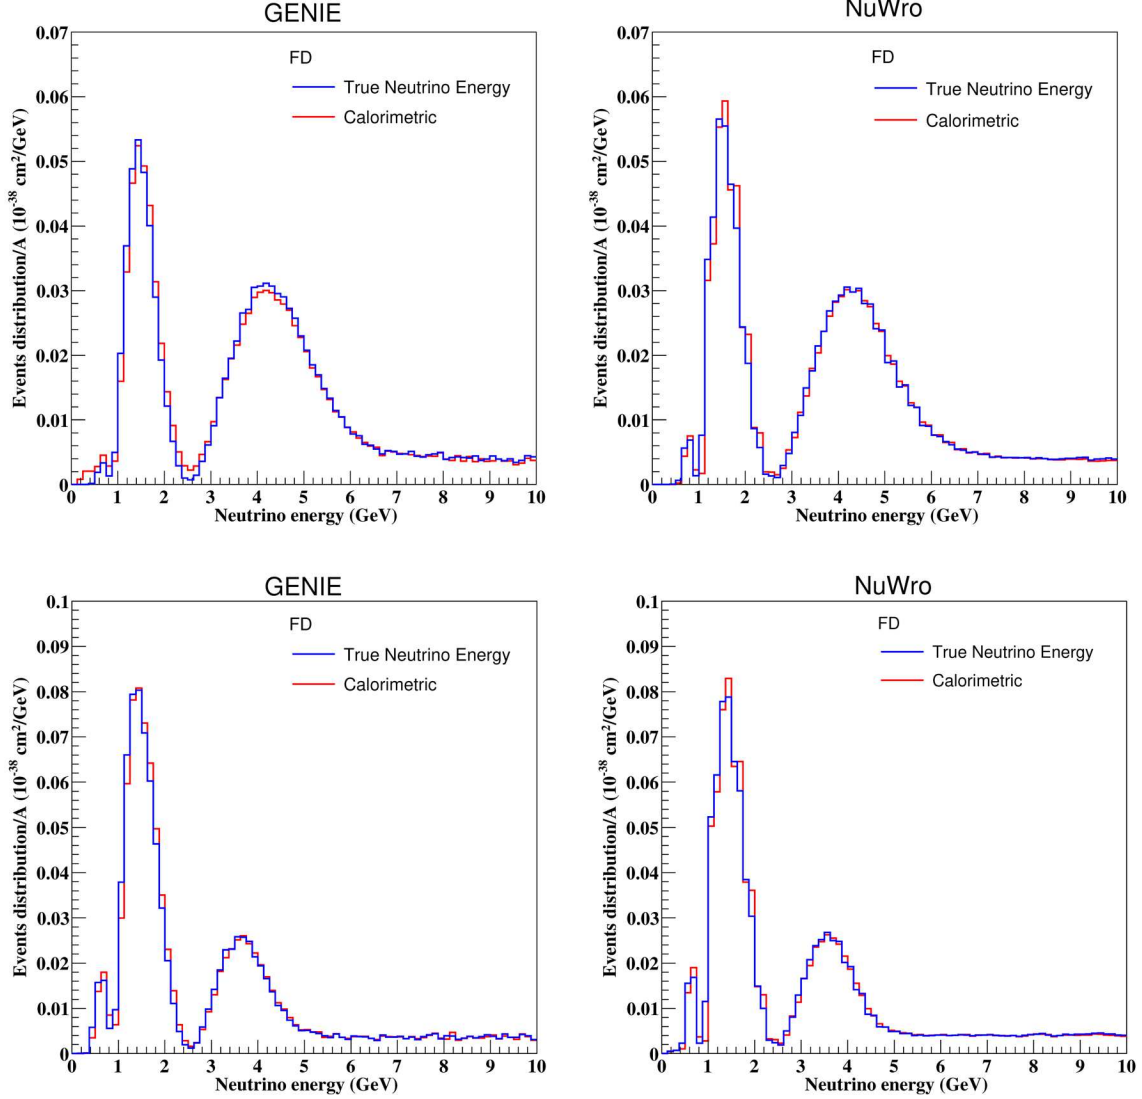 GENIE
0.07
0.06
0.05
0.04
0.03
0.02
0.01
0
Events distribution/A (10⁻³⁸ cm²/GeV)
FD
True Neutrino Energy
Calorimetric
0 1 2 3 4 5 6 7 8 9 10
Neutrino energy (GeV)
NuWro
0.07
0.06
0.05
0.04
0.03
0.02
0.01
0
Events distribution/A (10⁻³⁸ cm²/GeV)
FD
True Neutrino Energy
Calorimetric
0 1 2 3 4 5 6 7 8 9 10
Neutrino energy (GeV)
GENIE
0.1
0.09
0.08
0.07
0.06
0.05
0.04
0.03
0.02
0.01
0
Events distribution/A (10⁻³⁸ cm²/GeV)
FD
True Neutrino Energy
Calorimetric
0 1 2 3 4 5 6 7 8 9 10
Neutrino energy (GeV)
NuWro
0.1
0.09
0.08
0.07
0.06
0.05
0.04
0.03
0.02
0.01
0
Events distribution/A (10⁻³⁸ cm²/GeV)
FD
True Neutrino Energy
Calorimetric
0 1 2 3 4 5 6 7 8 9 10
Neutrino energy (GeV)